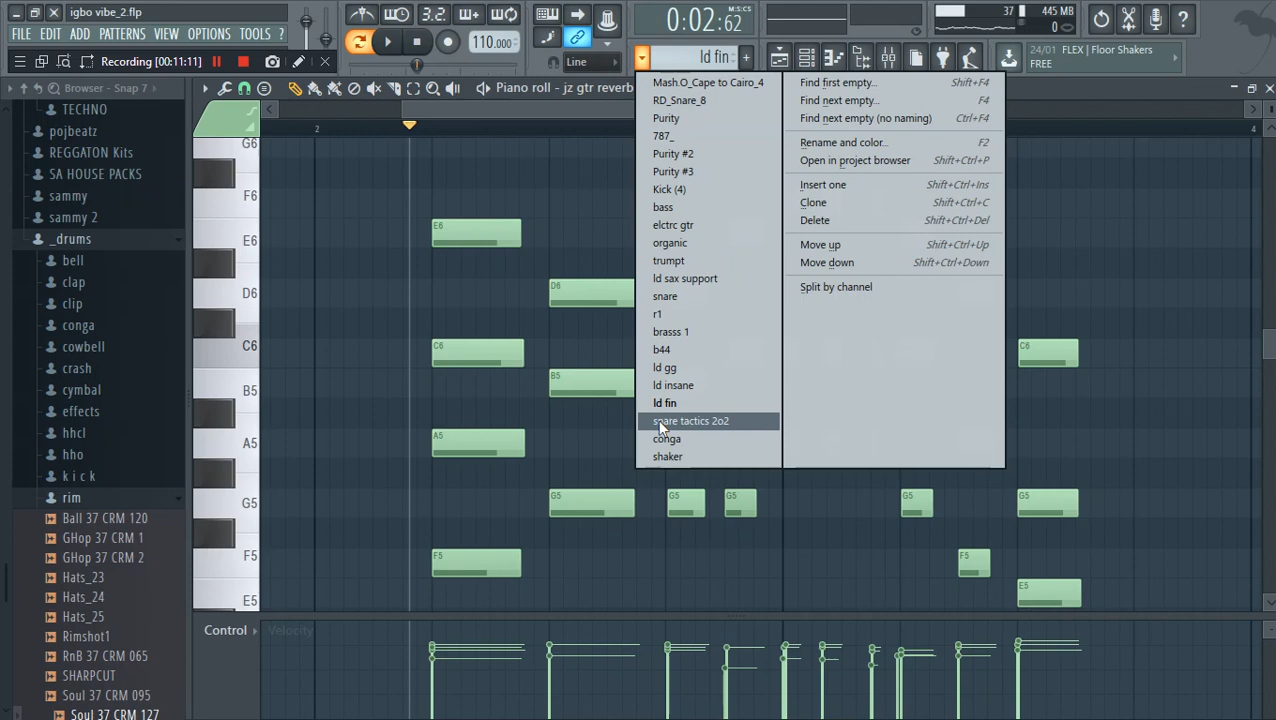 igbo vibe_2.flp
FILE EDIT ADD PATTERNS VIEW OPTIONS TOOLS ?
Recording [00:11:11]
3.2.
110.000
Line
0:02:62
M:S:CS
ld fin
37
445 MB
24/01 FLEX | Floor Shakers
FREE
Browser - Snap 7
Piano roll - jz gtr reverb
TECHNO
pojbeatz
REGGATON Kits
SA HOUSE PACKS
sammy
sammy 2
_drums
bell
clap
clip
conga
cowbell
crash
cymbal
effects
hhcl
hho
k i c k
rim
Ball 37 CRM 120
GHop 37 CRM 1
GHop 37 CRM 2
Hats_23
Hats_24
Hats_25
Rimshot1
RnB 37 CRM 065
SHARPCUT
Soul 37 CRM 095
Soul 37 CRM 127
2
4
G6
F6
E6
D6
C6
B5
A5
G5
F5
E5
E6
D6
C6
C6
B5
A5
G5
G5
G5
G5
G5
F5
F5
E5
Mash.O_Cape to Cairo_4
RD_Snare_8
Purity
787_
Purity #2
Purity #3
Kick (4)
bass
elctrc gtr
organic
trumpt
ld sax support
snare
r1
brasss 1
b44
ld gg
ld insane
ld fin
snare tactics 2o2
conga
shaker
Find first empty... Shift+F4
Find next empty... F4
Find next empty (no naming) Ctrl+F4
Rename and color... F2
Open in project browser Shift+Ctrl+P
Insert one Shift+Ctrl+Ins
Clone Shift+Ctrl+C
Delete Shift+Ctrl+Del
Move up Shift+Ctrl+Up
Move down Shift+Ctrl+Down
Split by channel
Control Velocity